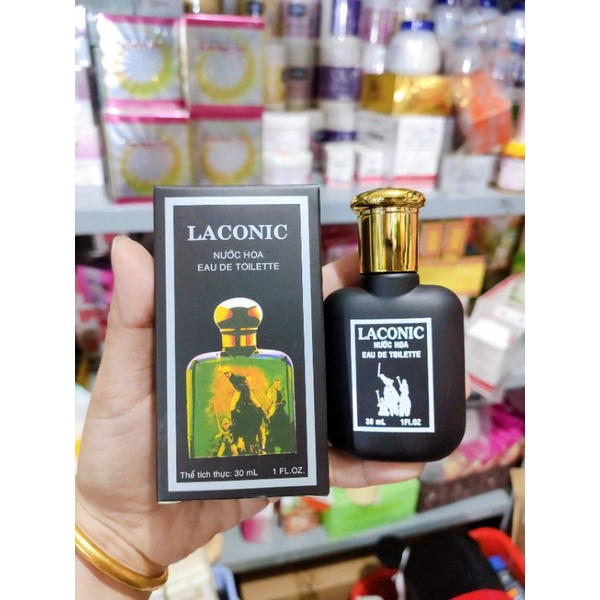 LACONIC
NƯỚC HOA
EAU DE TOILETTE
Thể tích thực: 30 mL 1 FL.OZ.
LACONIC
NƯỚC HOA
EAU DE TOILETTE
30 mL 1FL.OZ